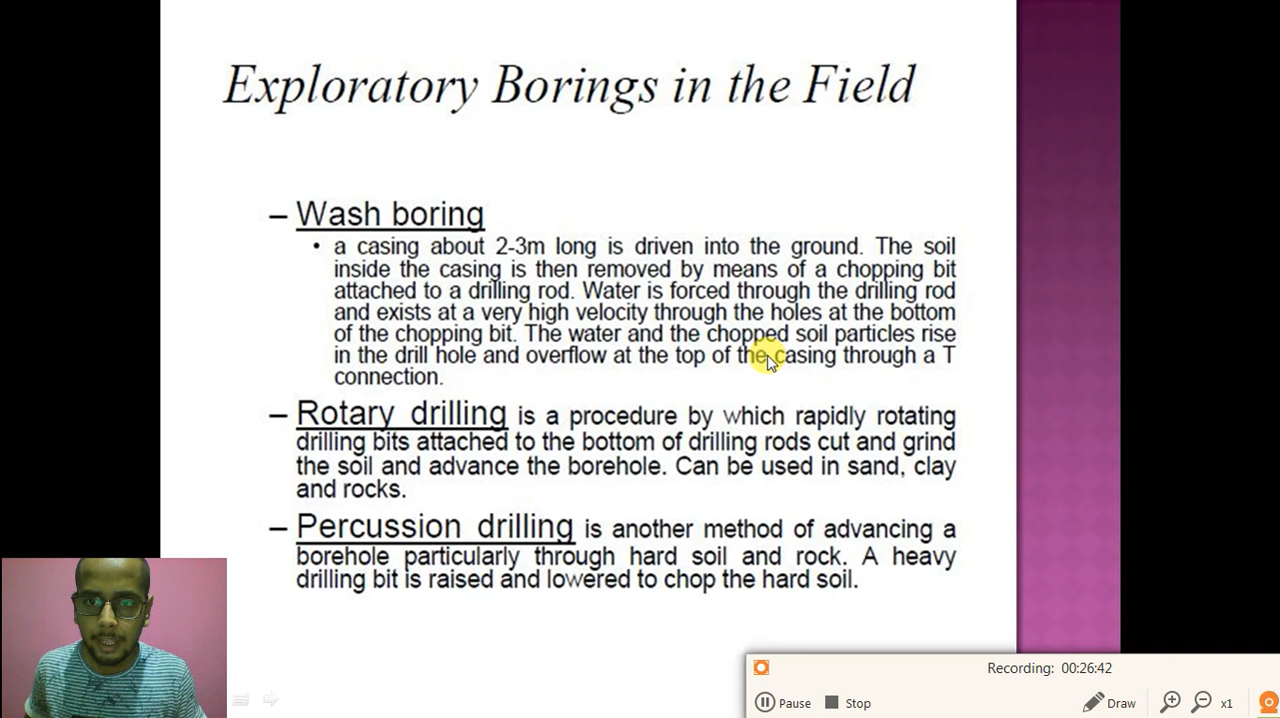 Exploratory Borings in the Field
– Wash boring
• a casing about 2-3m long is driven into the ground. The soil
inside the casing is then removed by means of a chopping bit
attached to a drilling rod. Water is forced through the drilling rod
and exists at a very high velocity through the holes at the bottom
of the chopping bit. The water and the chopped soil particles rise
in the drill hole and overflow at the top of the casing through a T
connection.
– Rotary drilling is a procedure by which rapidly rotating
drilling bits attached to the bottom of drilling rods cut and grind
the soil and advance the borehole. Can be used in sand, clay
and rocks.
– Percussion drilling is another method of advancing a
borehole particularly through hard soil and rock. A heavy
drilling bit is raised and lowered to chop the hard soil.
Recording: 00:26:42
Pause Stop Draw x1